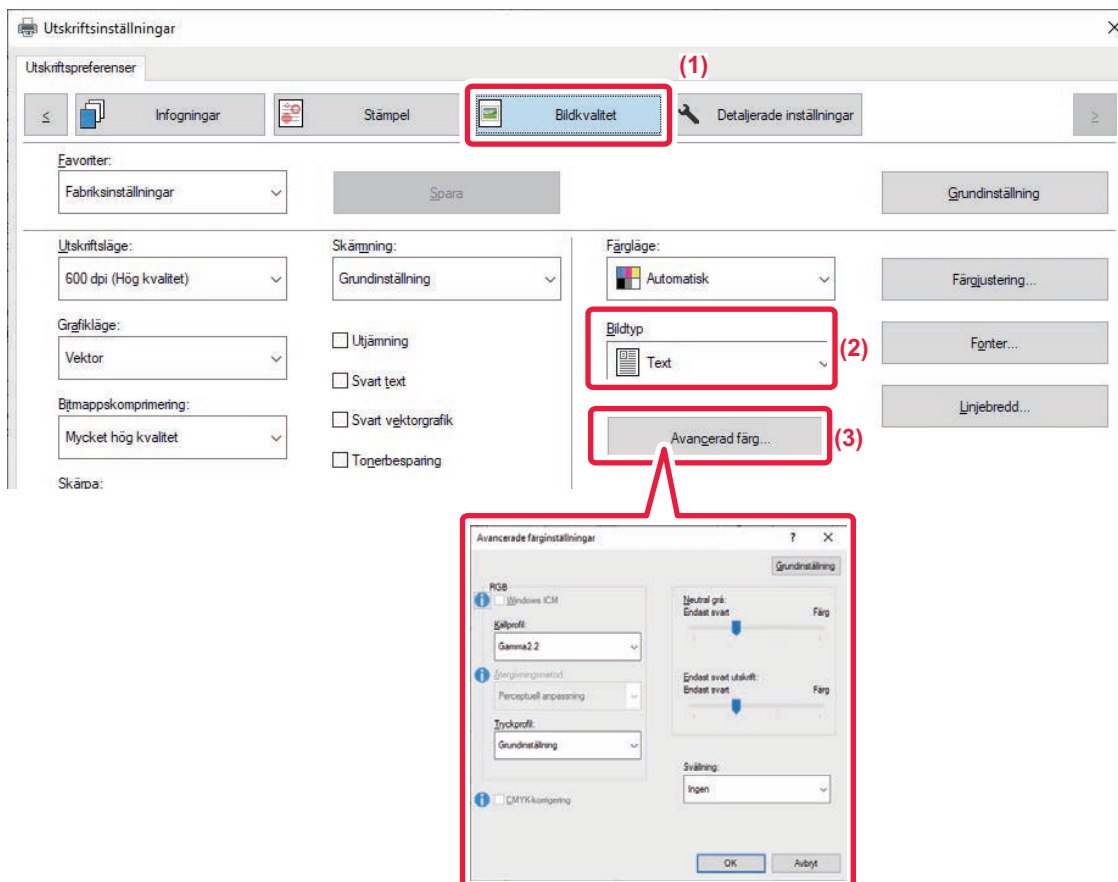 Utskriftsinställningar
Utskriftspreferenser
(1)
≤ Infogningar Stämpel Bildkvalitet Detaljerade inställningar ≥
Favoriter:
Fabriksinställningar Spara Grundinställning
Utskriftsläge: Skärmning: Färgläge:
600 dpi (Hög kvalitet) Grundinställning Automatisk Färgjustering...
Grafikläge: Utjämning Bildtyp (2) Fonter...
Vektor Text
Svart text
Bitmappskomprimering: Linjebredd...
Mycket hög kvalitet Svart vektorgrafik Avancerad färg... (3)
Tonerbesparing
Skärpa:
Avancerade färginställningar ? X
Grundinställning
RGB
Windows ICM
Källprofil:
Gamma2.2
Återgivningsmetod
Perceptuell anpassning
Tryckprofil:
Grundinställning
CMYK-korrigering
Neutral grå:
Endast svart Färg
Endast svart utskrift:
Endast svart Färg
Svällning:
Ingen
OK Avbryt